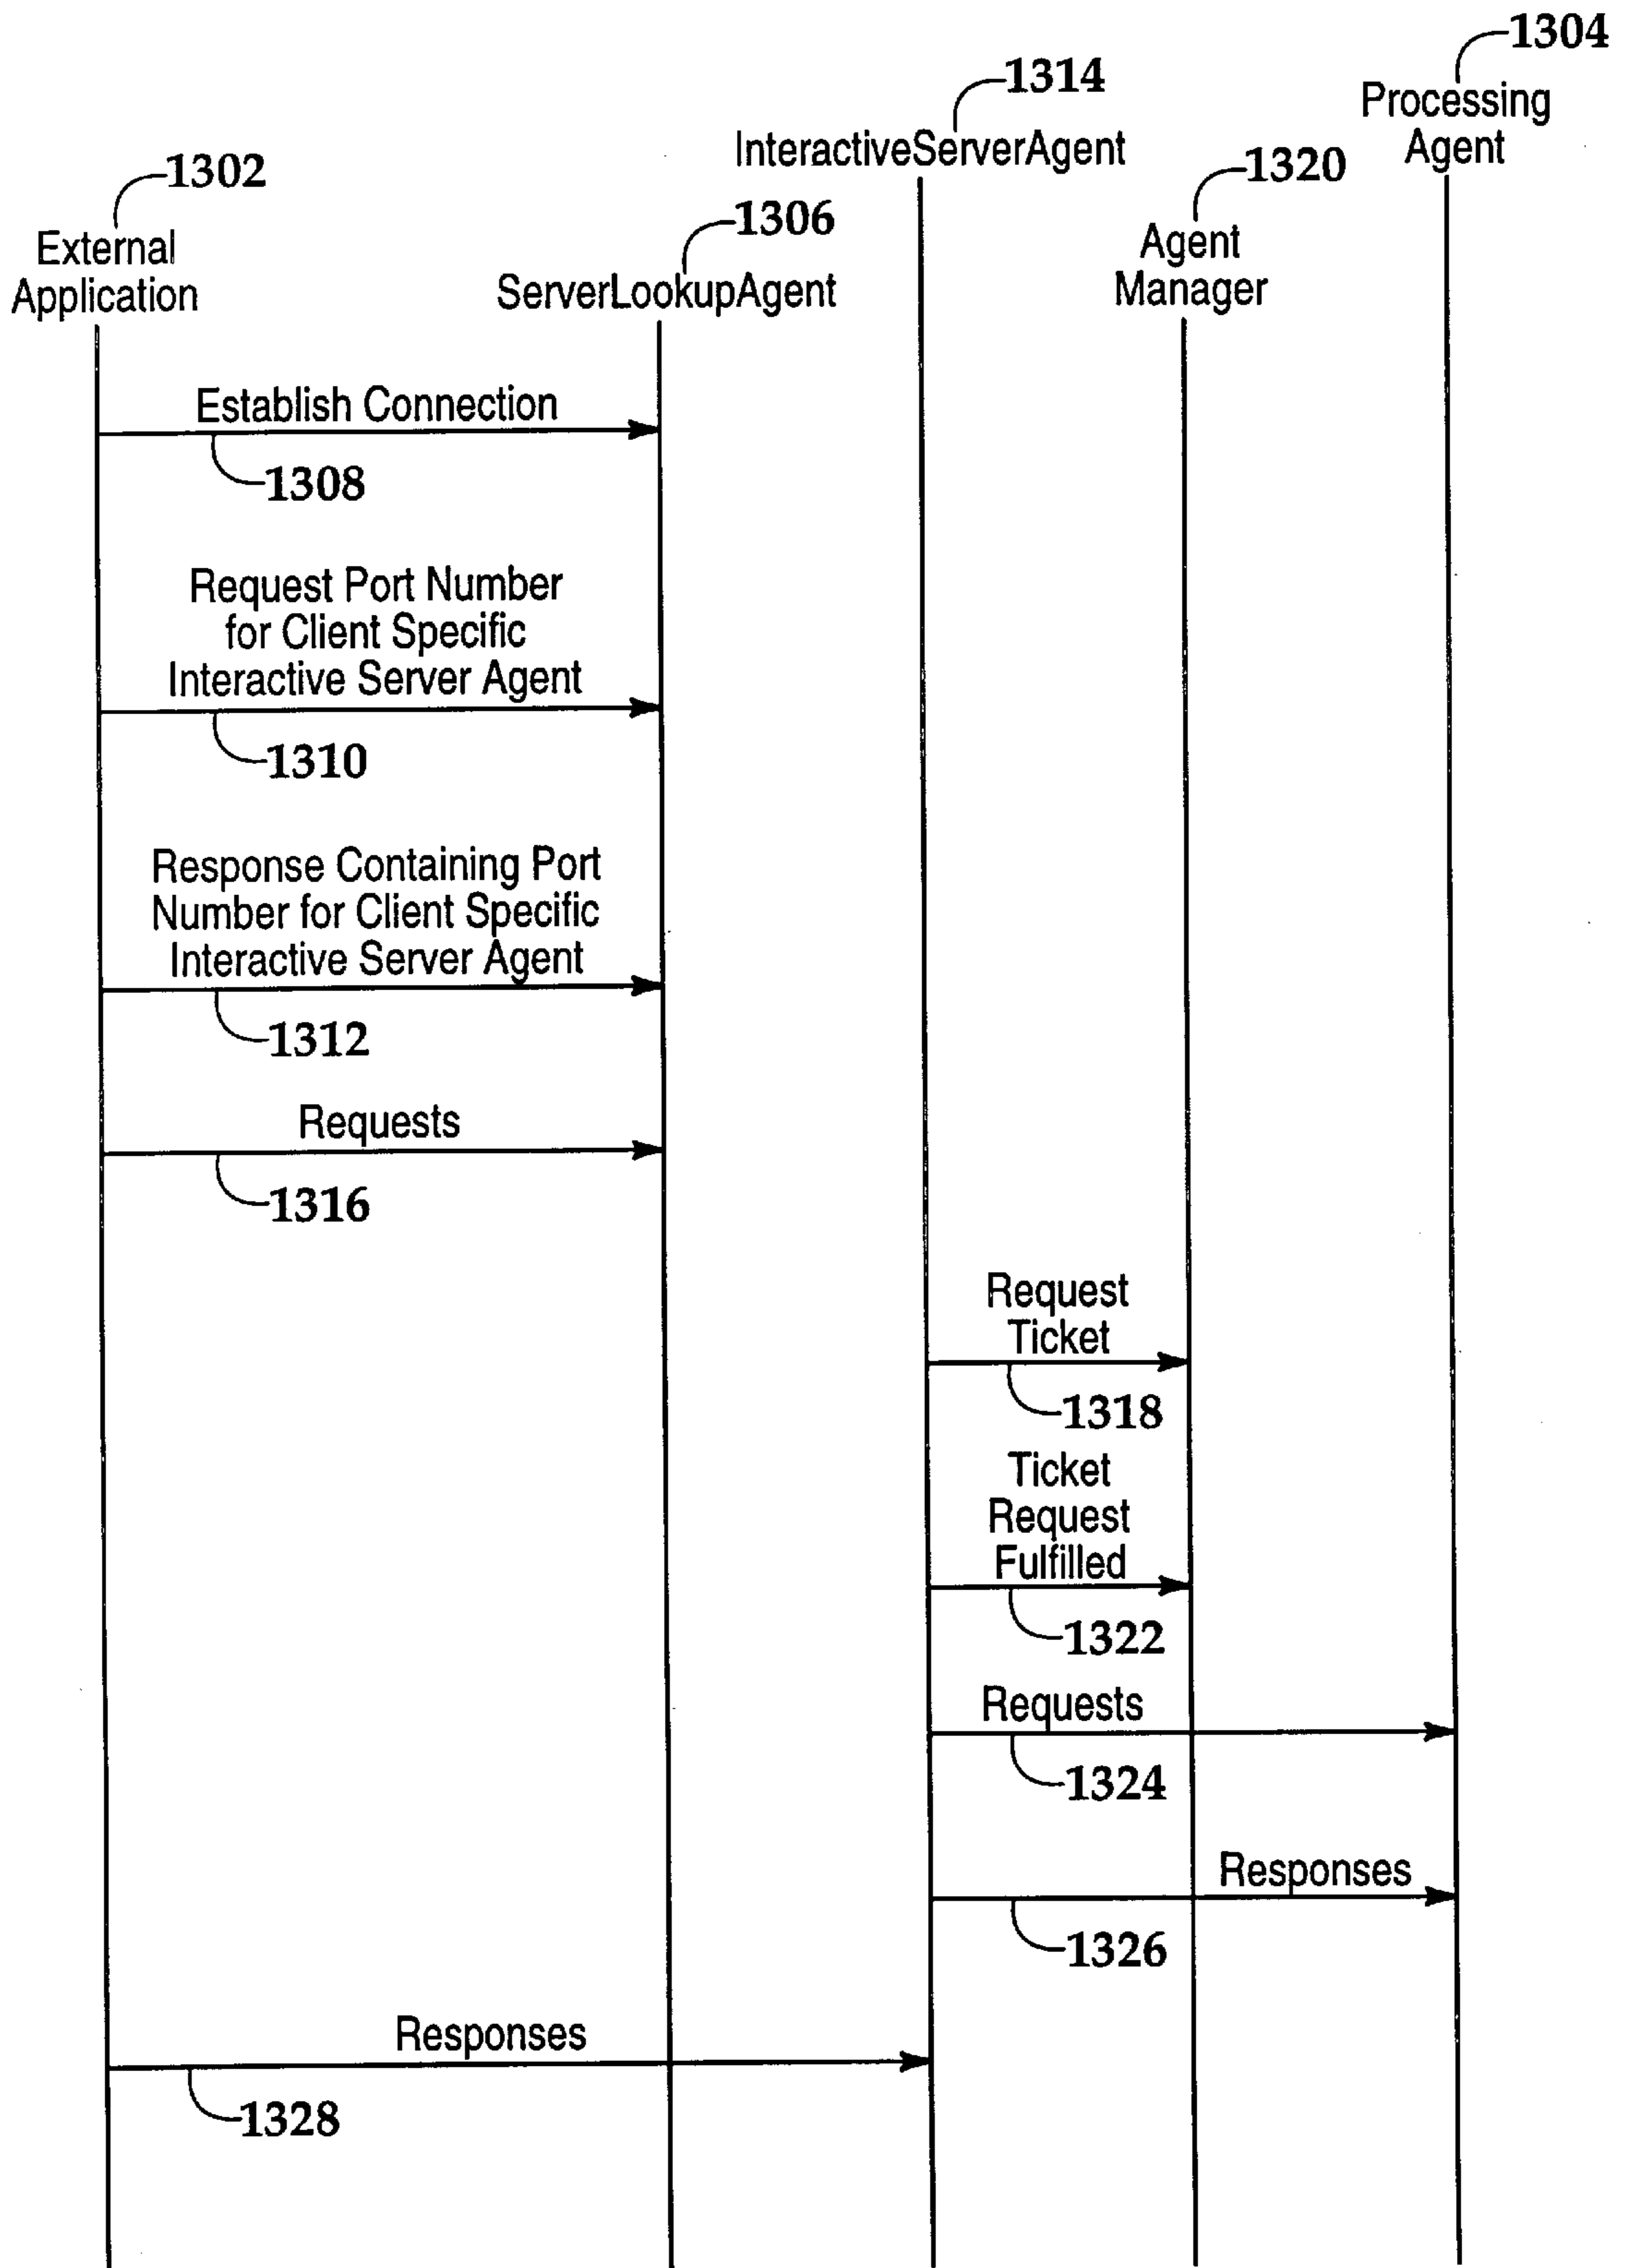 1304
Processing
Agent
1314
InteractiveServerAgent
1320
Agent
Manager
1302
External
Application
1306
ServerLookupAgent
Establish Connection
1308
Request Port Number
for Client Specific
Interactive Server Agent
1310
Response Containing Port
Number for Client Specific
Interactive Server Agent
1312
Requests
1316
Request
Ticket
1318
Ticket
Request
Fulfilled
1322
Requests
1324
Responses
1326
Responses
1328